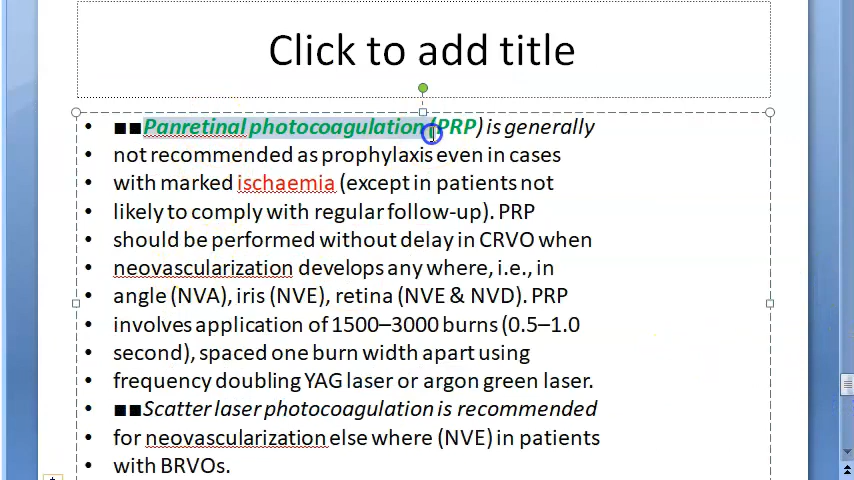 Click to add title
• ■■Panretinal photocoagulation (PRP) is generally
• not recommended as prophylaxis even in cases
• with marked ischaemia (except in patients not
• likely to comply with regular follow-up). PRP
• should be performed without delay in CRVO when
• neovascularization develops any where, i.e., in
• angle (NVA), iris (NVE), retina (NVE & NVD). PRP
• involves application of 1500–3000 burns (0.5–1.0
• second), spaced one burn width apart using
• frequency doubling YAG laser or argon green laser.
• ■■Scatter laser photocoagulation is recommended
• for neovascularization else where (NVE) in patients
• with BRVOs.